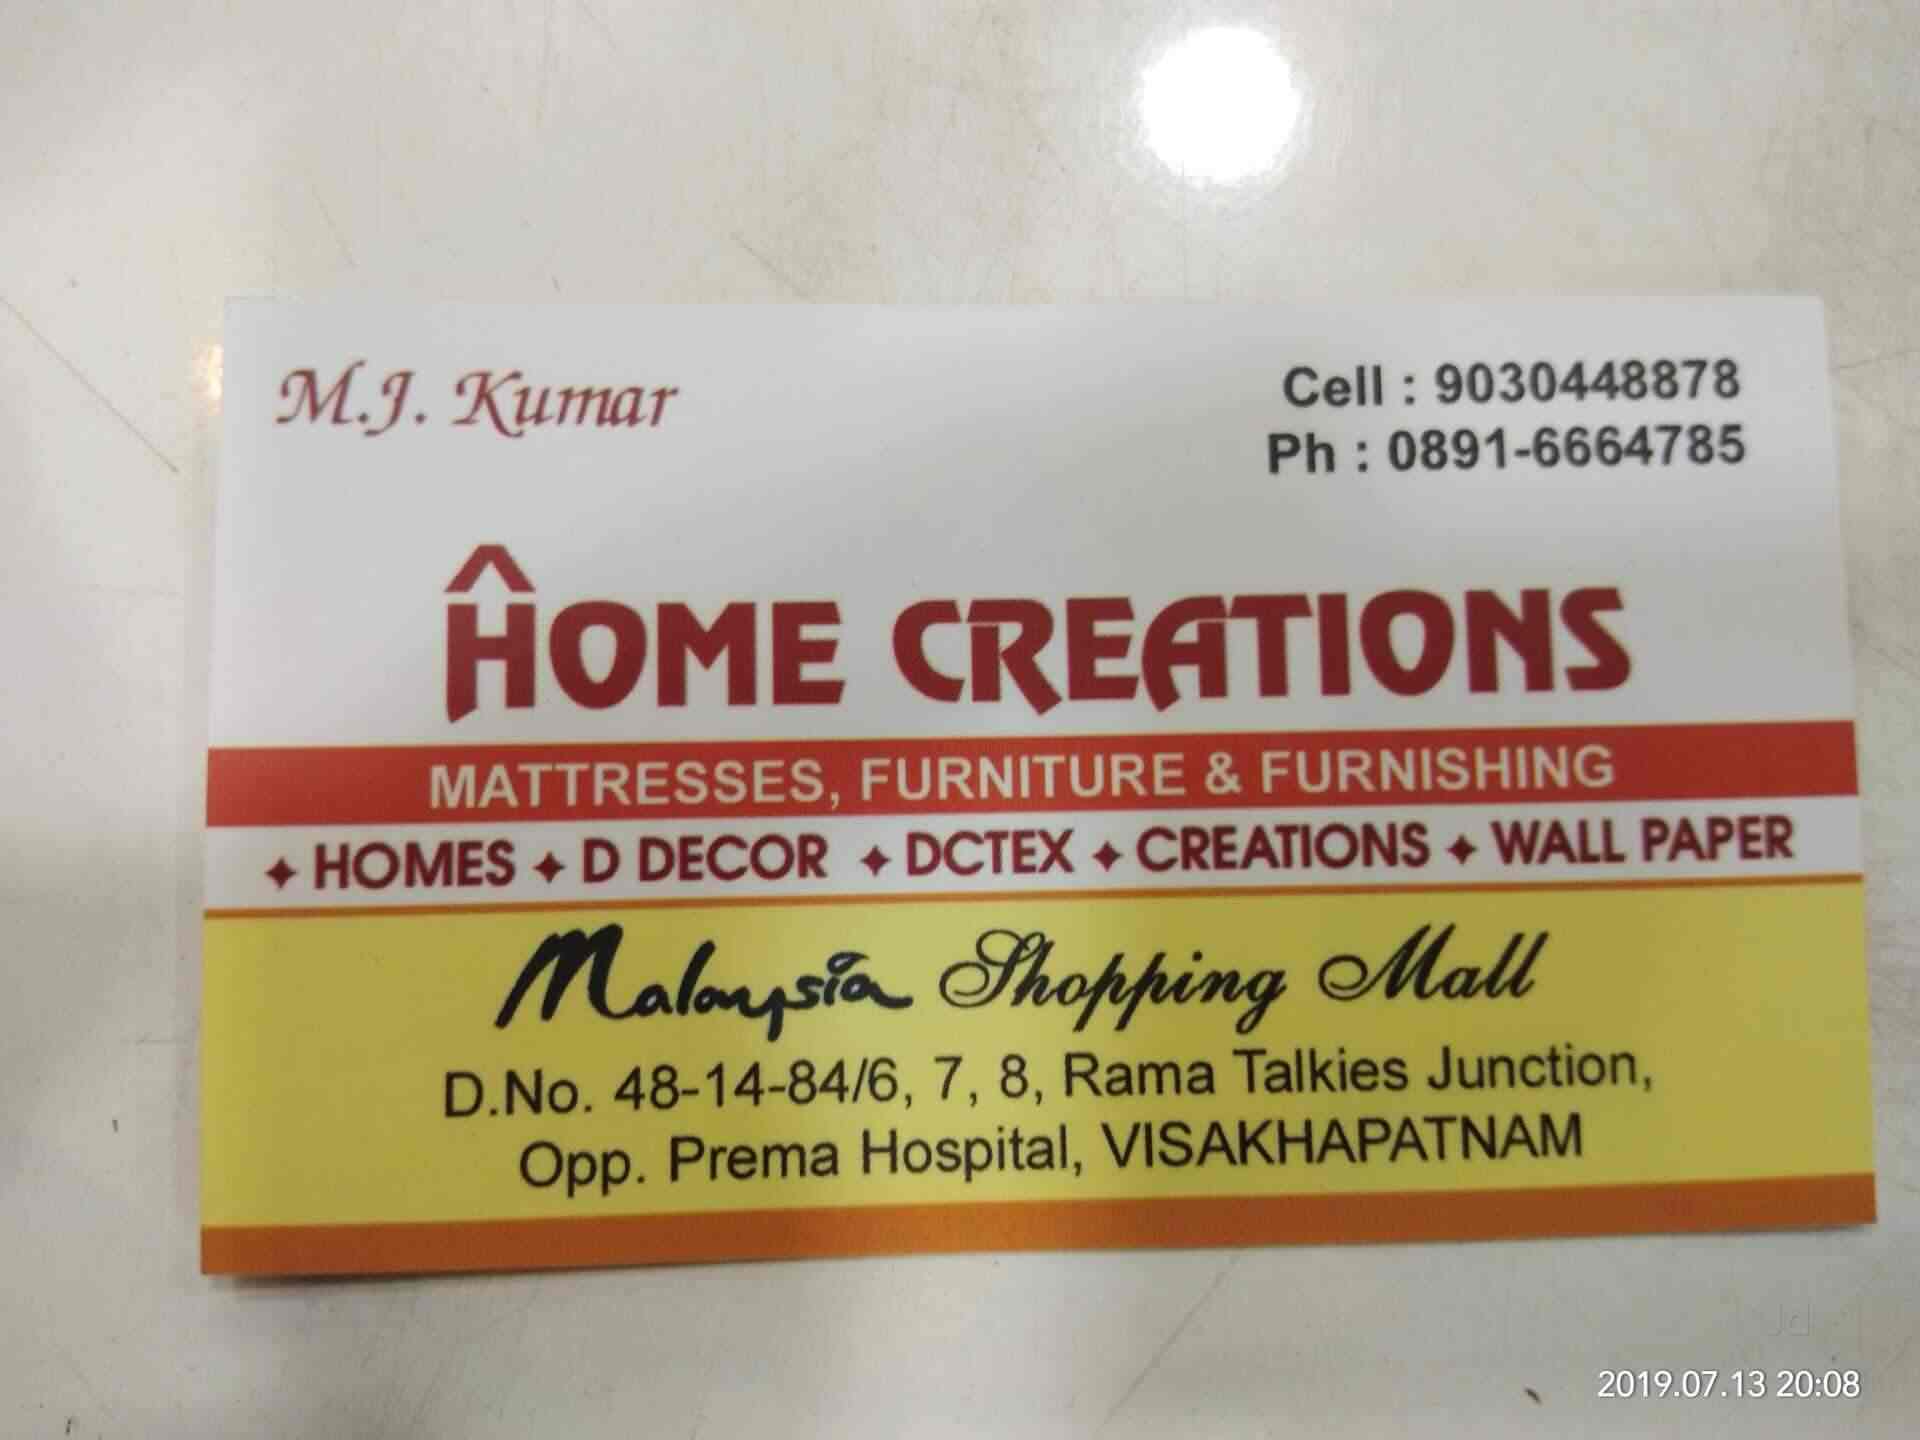 M.J. Kumar
Cell : 9030448878
Ph : 0891-6664785
HOME CREATIONS
MATTRESSES, FURNITURE & FURNISHING
✦ HOMES ✦ D DECOR ✦ DCTEX ✦ CREATIONS ✦ WALL PAPER
Malaysia Shopping Mall
D.No. 48-14-84/6, 7, 8, Rama Talkies Junction,
Opp. Prema Hospital, VISAKHAPATNAM
Jd
2019.07.13 20:08